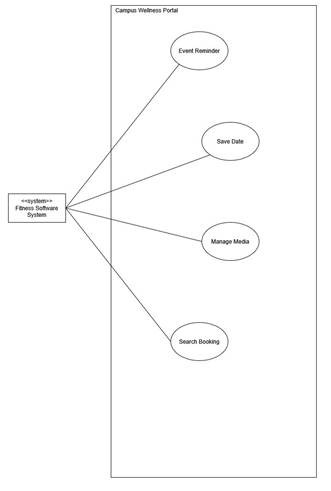 Campus Wellness Portal
Event Reminder
Save Date
<<system>>
Fitness Software
System
Manage Media
Search Booking